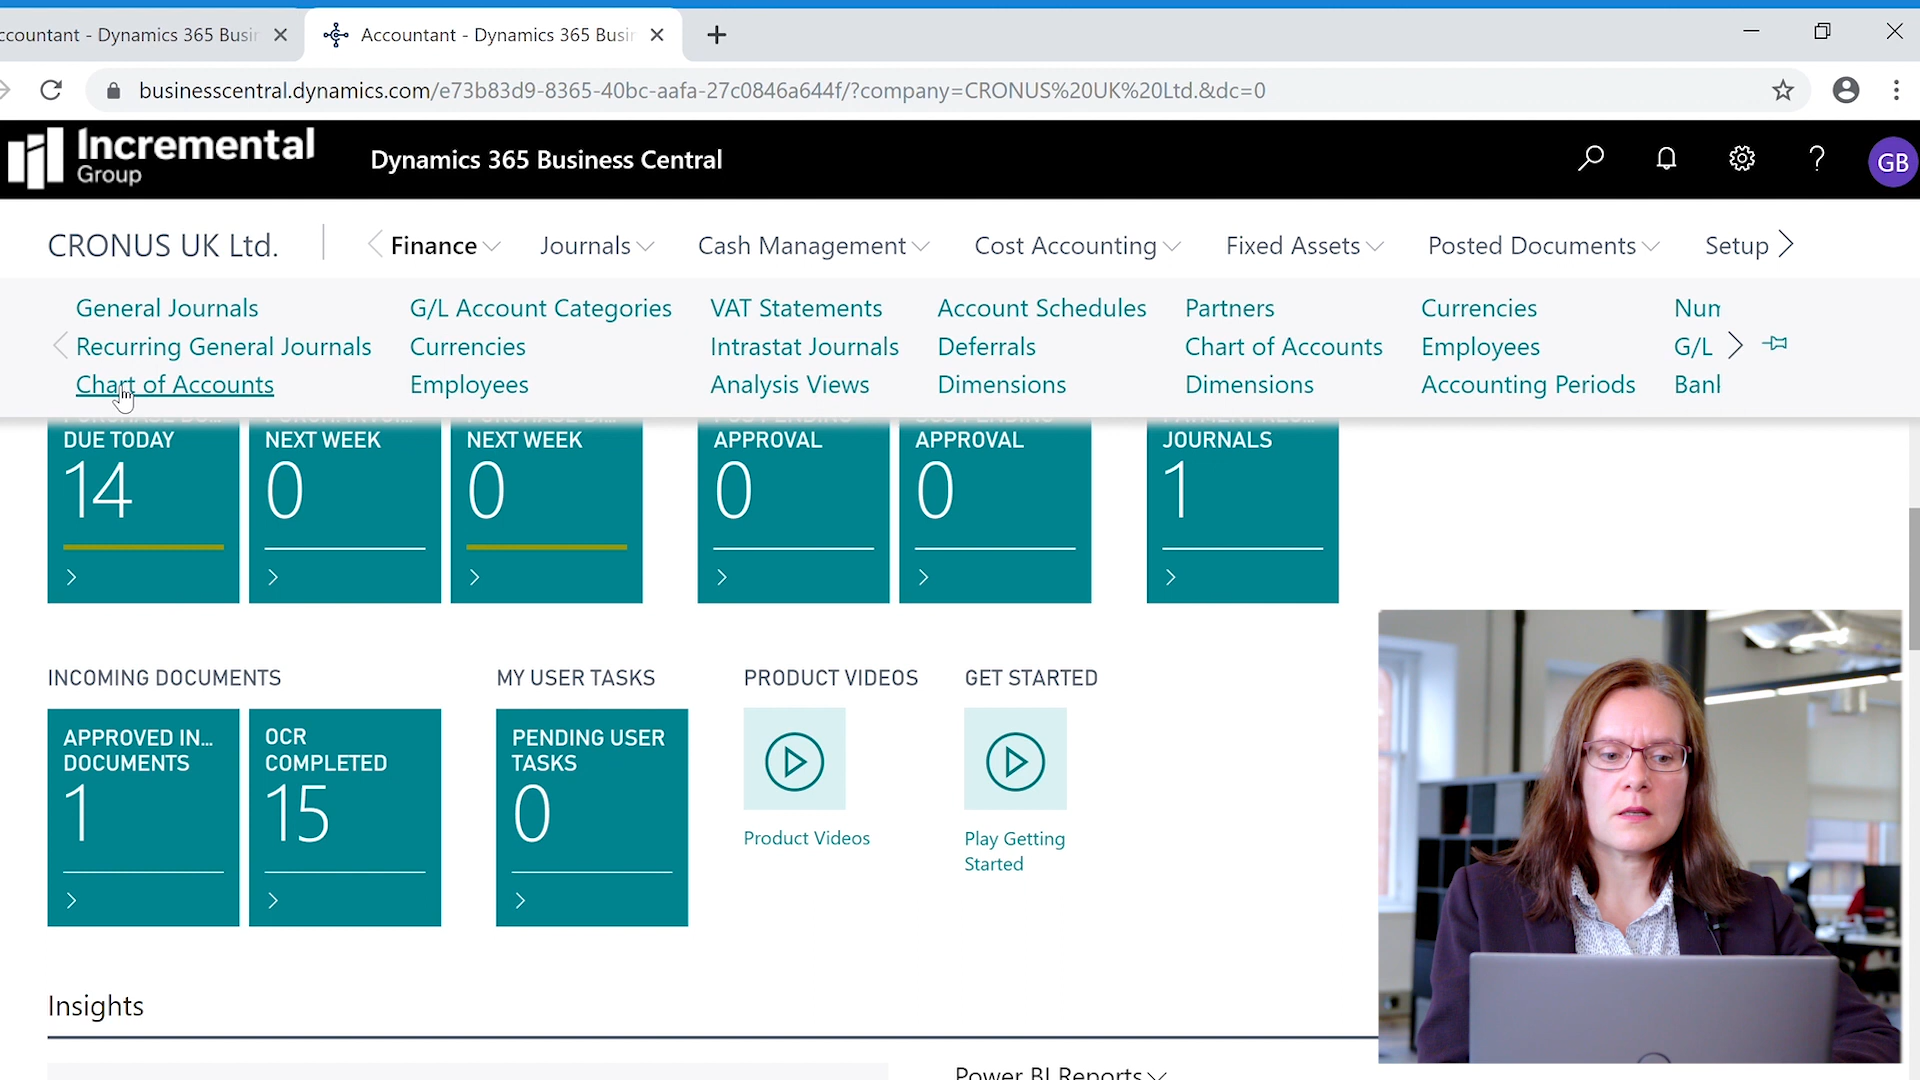 ccountant - Dynamics 365 Busin
Accountant - Dynamics 365 Busin
businesscentral.dynamics.com/e73b83d9-8365-40bc-aafa-27c0846a644f/?company=CRONUS%20UK%20Ltd.&dc=0
Incremental
Group
Dynamics 365 Business Central
GB
CRONUS UK Ltd.
Finance
Journals
Cash Management
Cost Accounting
Fixed Assets
Posted Documents
Setup
General Journals
G/L Account Categories
VAT Statements
Account Schedules
Partners
Currencies
Num
Recurring General Journals
Currencies
Intrastat Journals
Deferrals
Chart of Accounts
Employees
G/L
Chart of Accounts
Employees
Analysis Views
Dimensions
Dimensions
Accounting Periods
Bank
DUE TODAY
14
NEXT WEEK
0
NEXT WEEK
0
APPROVAL
0
APPROVAL
0
JOURNALS
1
INCOMING DOCUMENTS
MY USER TASKS
PRODUCT VIDEOS
GET STARTED
APPROVED IN...
DOCUMENTS
1
OCR
COMPLETED
15
PENDING USER
TASKS
0
Product Videos
Play Getting
Started
Insights
Power BI Reports